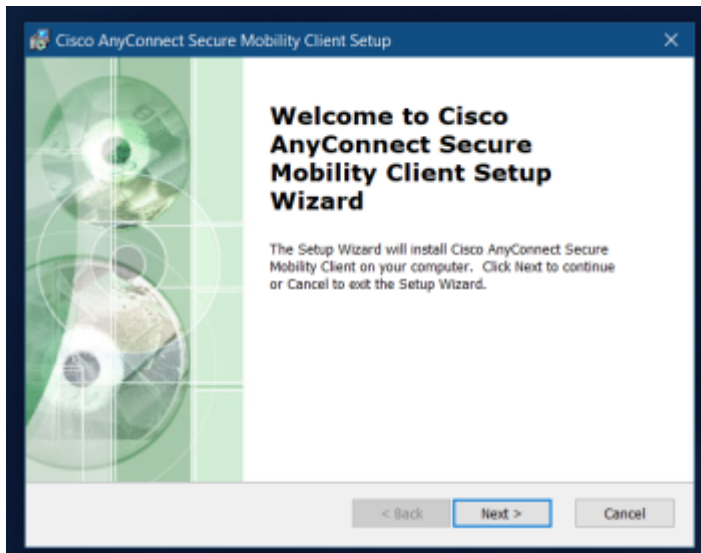 Cisco AnyConnect Secure Mobility Client Setup
Welcome to Cisco
AnyConnect Secure
Mobility Client Setup
Wizard
The Setup Wizard will install Cisco AnyConnect Secure
Mobility Client on your computer. Click Next to continue
or Cancel to exit the Setup Wizard.
< Back Next > Cancel